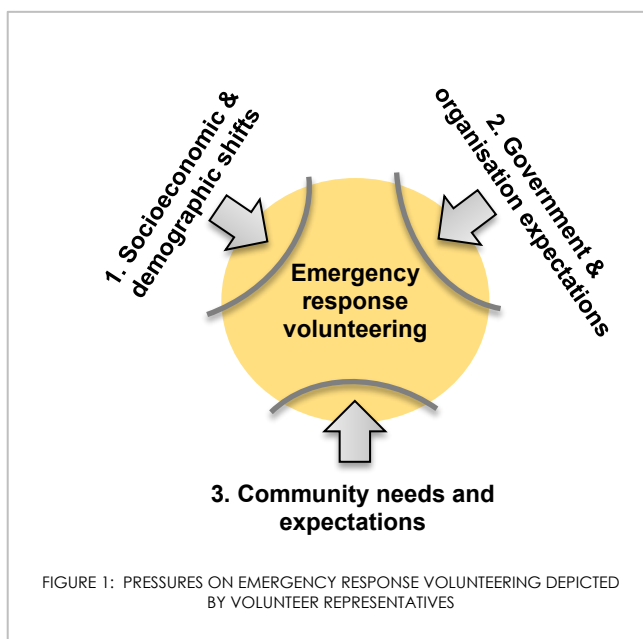 1. Socioeconomic &
demographic shifts
2. Government &
organisation expectations
Emergency
response
volunteering
3. Community needs and
expectations
FIGURE 1: PRESSURES ON EMERGENCY RESPONSE VOLUNTEERING DEPICTED
BY VOLUNTEER REPRESENTATIVES